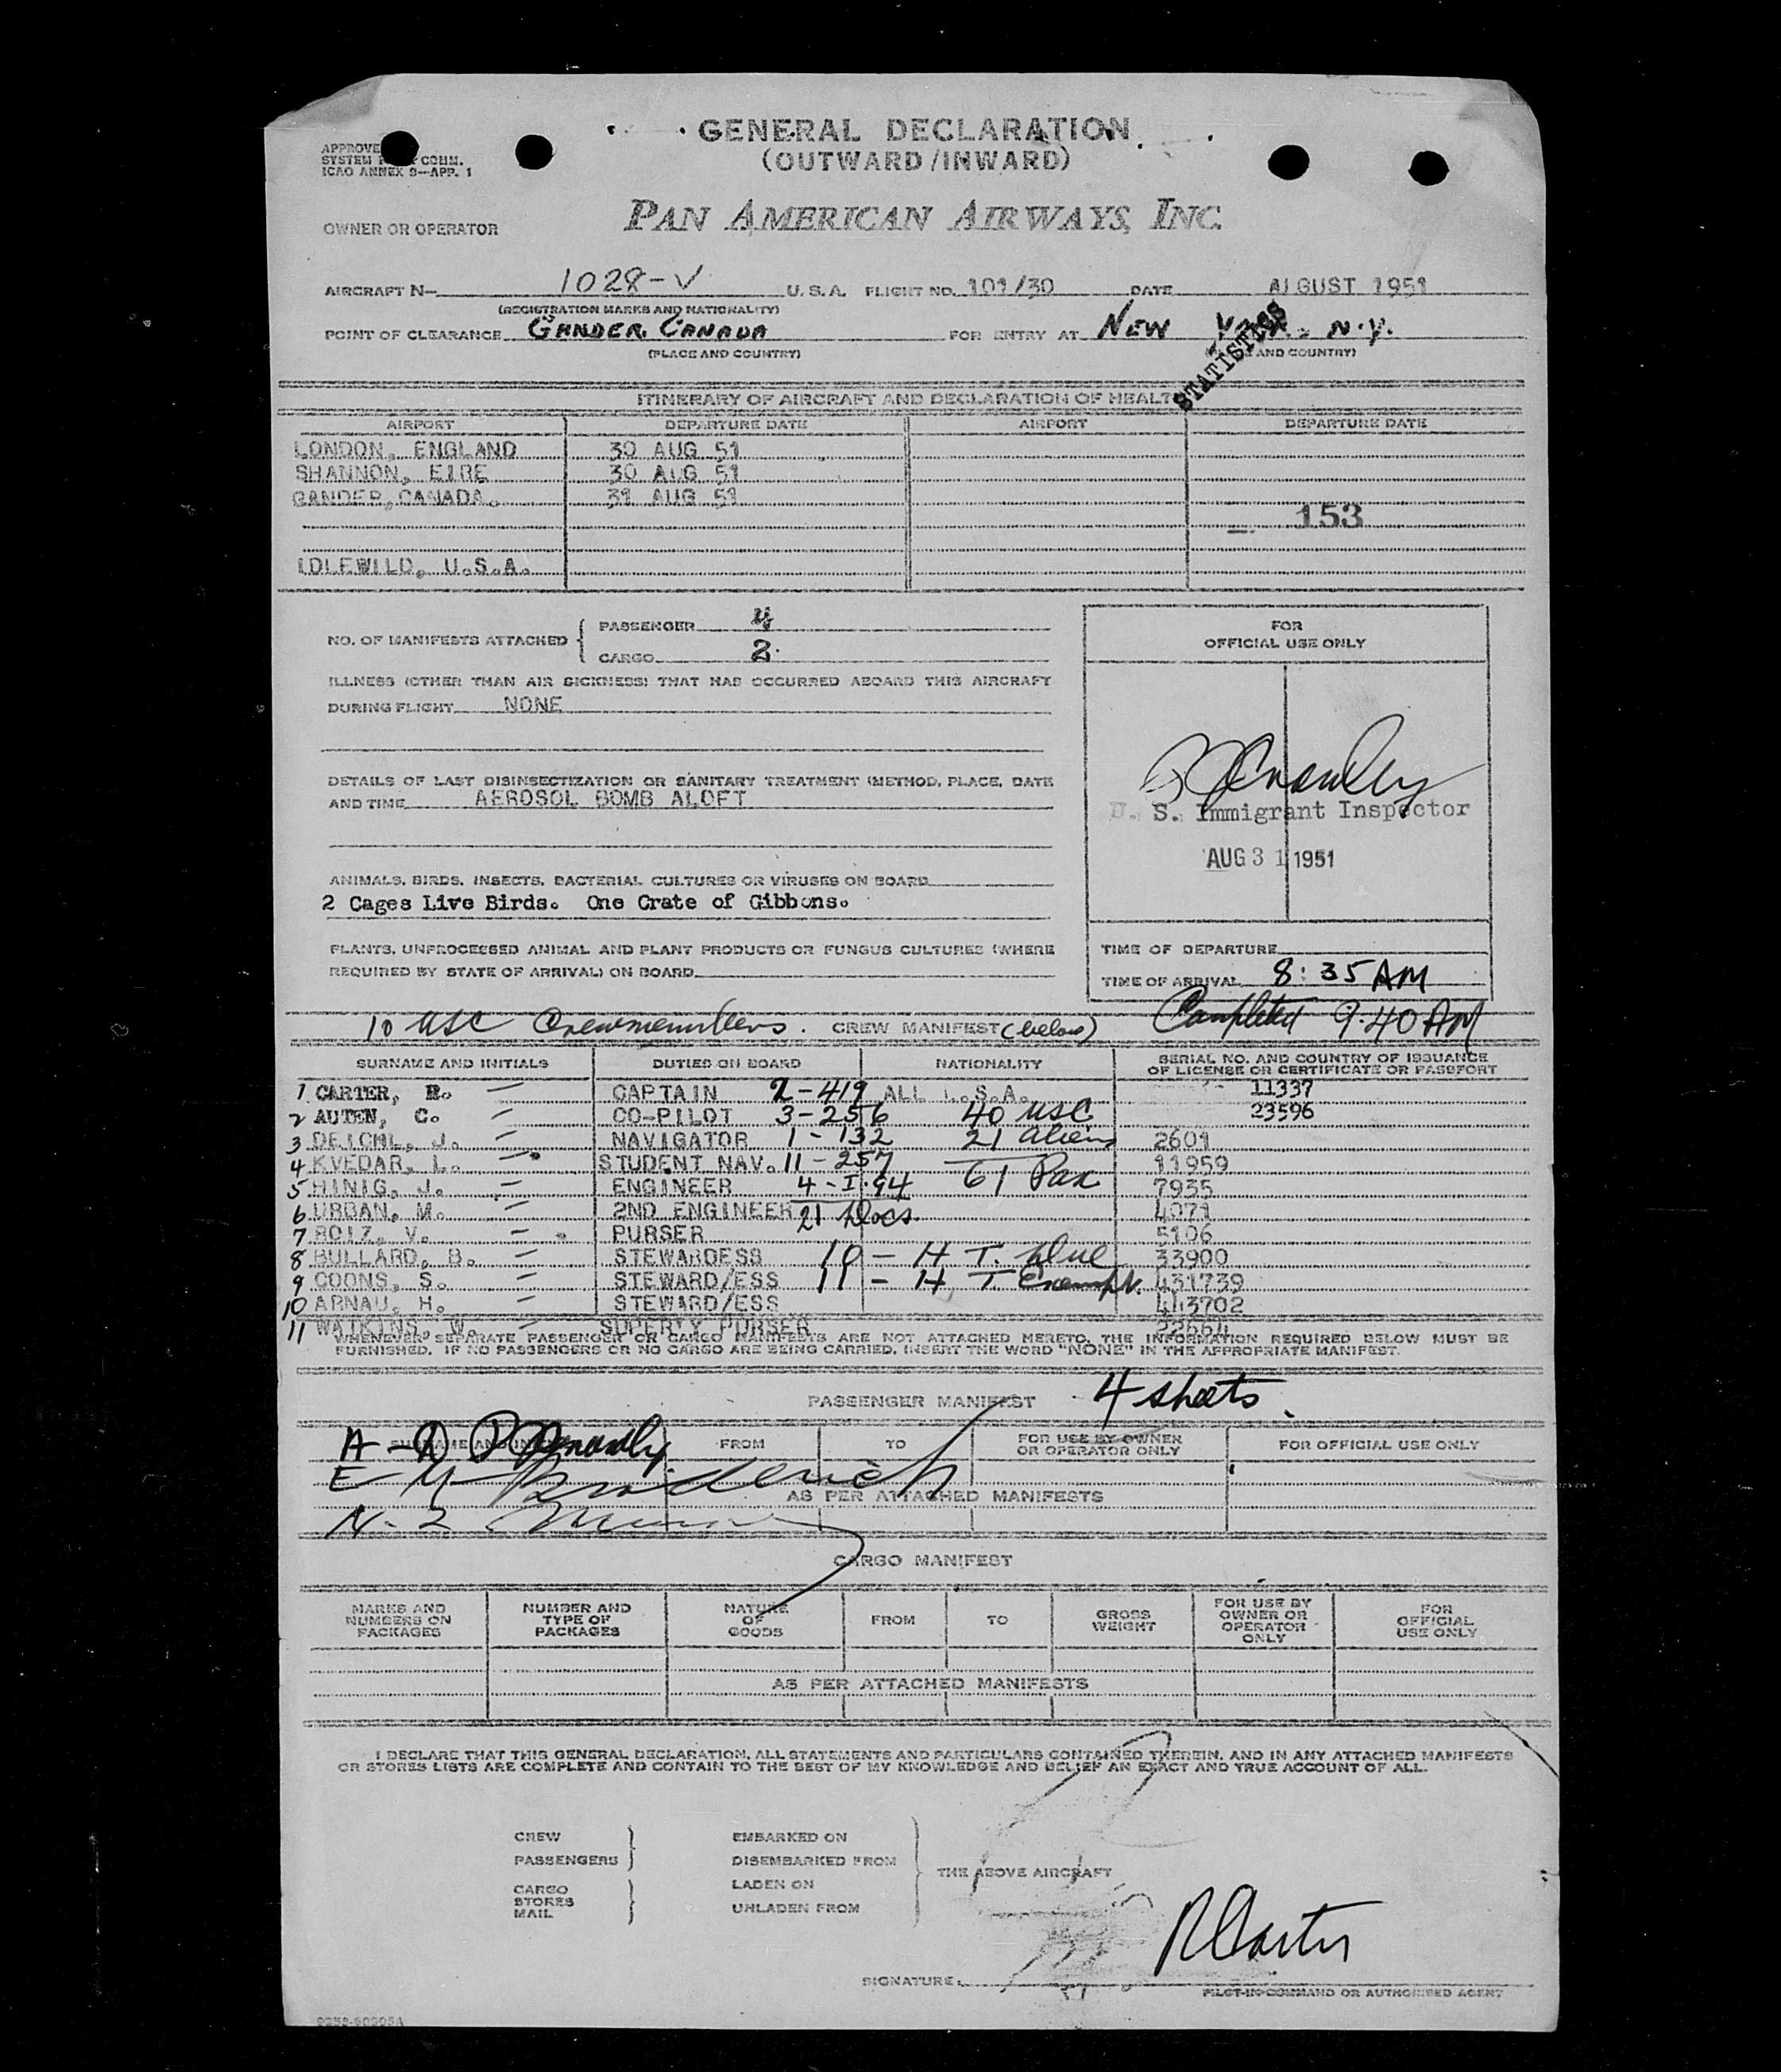 GENERAL DECLARATION
(OUTWARD/INWARD)
APPROVE
SYSTEM COMM.
ICAO ANNEX 9—APP. 1
OWNER OR OPERATOR PAN AMERICAN AIRWAYS, INC.
AIRCRAFT N— 1028-V U.S.A. FLIGHT NO. 101/30 DATE AUGUST 1951
(REGISTRATION MARKS AND NATIONALITY)
POINT OF CLEARANCE GANDER CANADA FOR ENTRY AT NEW YORK N.Y.
(PLACE AND COUNTRY) AND COUNTRY)
STATISTICS
ITINERARY OF AIRCRAFT AND DECLARATION OF HEALTH
AIRPORT DEPARTURE DATE AIRPORT DEPARTURE DATE
LONDON, ENGLAND 30 AUG 51
SHANNON, EIRE 30 AUG 51
GANDER, CANADA. 31 AUG 51
153
IDLEWILD, U.S.A.
NO. OF MANIFESTS ATTACHED
PASSENGER 4
CARGO 2.
FOR
OFFICIAL USE ONLY
ILLNESS (OTHER THAN AIR SICKNESS) THAT HAS OCCURRED ABOARD THIS AIRCRAFT
DURING FLIGHT NONE
DETAILS OF LAST DISINSECTIZATION OR SANITARY TREATMENT (METHOD, PLACE, DATE
AND TIME AEROSOL BOMB ALOFT
U. S. Immigrant Inspector
AUG 31 1951
ANIMALS, BIRDS, INSECTS, BACTERIAL CULTURES OR VIRUSES ON BOARD
2 Cages Live Birds. One Crate of Gibbons.
PLANTS, UNPROCESSED ANIMAL AND PLANT PRODUCTS OR FUNGUS CULTURES (WHERE
REQUIRED BY STATE OF ARRIVAL) ON BOARD
TIME OF DEPARTURE
TIME OF ARRIVAL 8:35 AM
10 USC Crewmembers. CREW MANIFEST (below) Completed 9:40 AM
SURNAME AND INITIALS DUTIES ON BOARD NATIONALITY SERIAL NO. AND COUNTRY OF ISSUANCE
OF LICENSE OR CERTIFICATE OR PASSPORT
1 CARTER, R. — CAPTAIN 2-419 ALL U.S.A. 11337
2 AUTEN, C. — CO-PILOT 3-256 40 USC 23596
3 DEICHL, J. — NAVIGATOR 1-132 21 aliens 2601
4 KVEDAR, L. — STUDENT NAV. 11-257 61 Pax 11959
5 HINIG, J. — ENGINEER 4-I.94 7935
6 URBAN, M. — 2ND ENGINEER 21 Docs. 4071
7 BOTZ, V. — PURSER 5106
8 BULLARD, B. — STEWARDESS 10 - H T. Due 33900
9 COONS, S. — STEWARD/ESS 11 - H T. Exempt. 431739
10 ARNAU, H. — STEWARD/ESS 443702
11 WATKINS, W. — SUPERTY PURSER 22664
WHENEVER SEPARATE PASSENGER OR CARGO MANIFESTS ARE NOT ATTACHED HERETO, THE INFORMATION REQUIRED BELOW MUST BE
FURNISHED. IF NO PASSENGERS OR NO CARGO ARE BEING CARRIED, INSERT THE WORD "NONE" IN THE APPROPRIATE MANIFEST.
PASSENGER MANIFEST 4 sheets.
A-D
FROM TO FOR USE BY OWNER
OR OPERATOR ONLY FOR OFFICIAL USE ONLY
E - M Broderick
AS PER ATTACHED MANIFESTS
N-Z
CARGO MANIFEST
MARKS AND
NUMBERS ON
PACKAGES
NUMBER AND
TYPE OF
PACKAGES
NATURE
OF
GOODS
FROM
TO
GROSS
WEIGHT
FOR USE BY
OWNER OR
OPERATOR
ONLY
FOR
OFFICIAL
USE ONLY
AS PER ATTACHED MANIFESTS
I DECLARE THAT THIS GENERAL DECLARATION, ALL STATEMENTS AND PARTICULARS CONTAINED THEREIN, AND IN ANY ATTACHED MANIFESTS
OR STORES LISTS ARE COMPLETE AND CONTAIN TO THE BEST OF MY KNOWLEDGE AND BELIEF AN EXACT AND TRUE ACCOUNT OF ALL.
CREW EMBARKED ON
PASSENGERS DISEMBARKED FROM
THE ABOVE AIRCRAFT
CARGO LADEN ON
STORES
MAIL UNLADEN FROM
R Carter
SIGNATURE:
PILOT-IN-COMMAND OR AUTHORISED AGENT